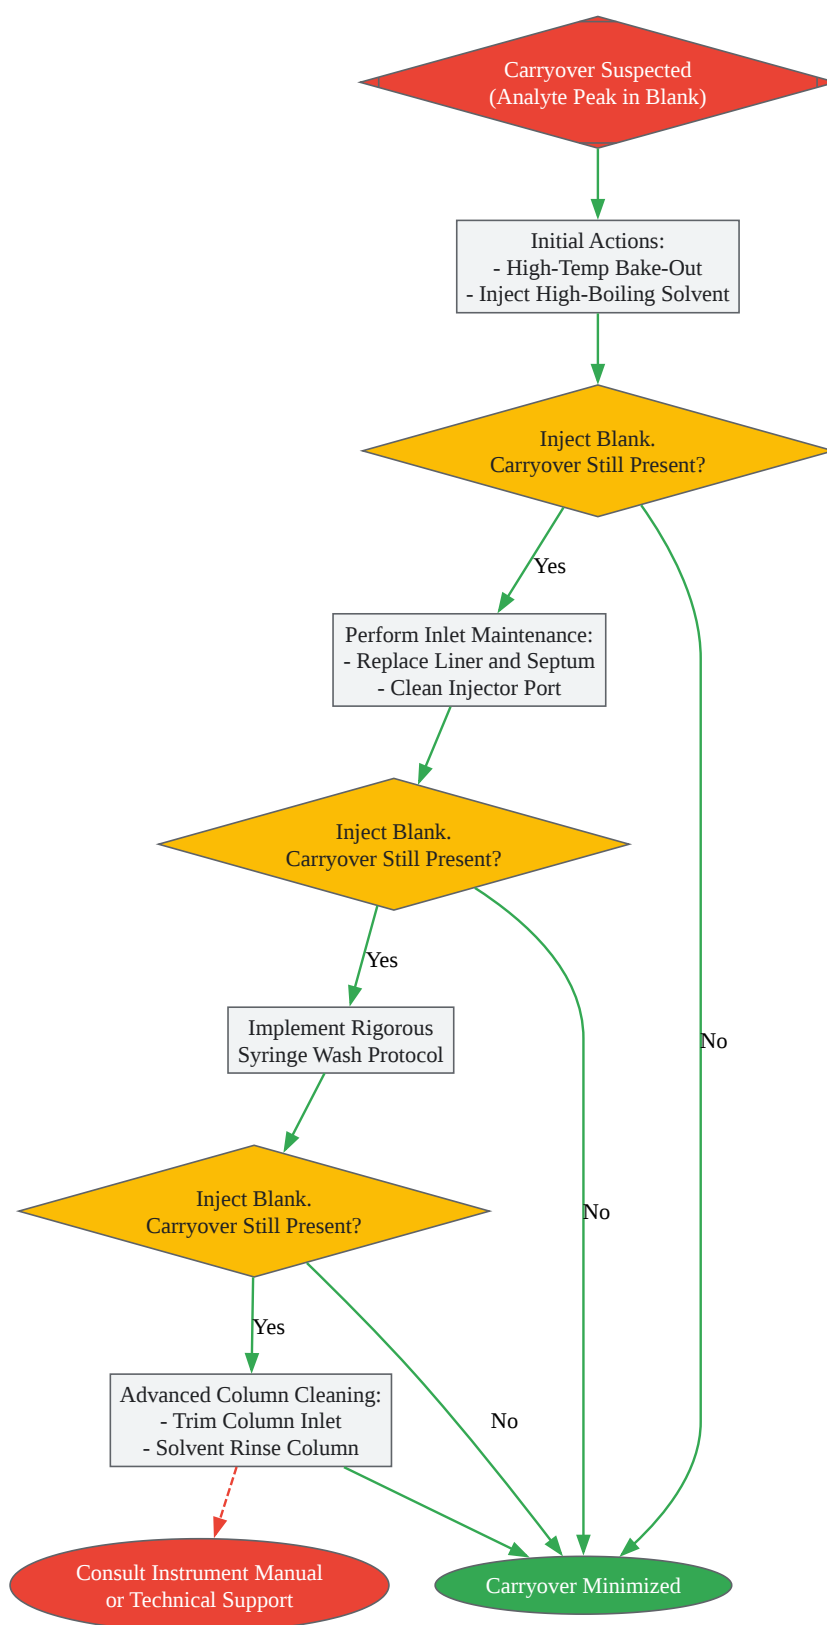 Carryover Suspected
(Analyte Peak in Blank)
Initial Actions:
- High-Temp Bake-Out
- Inject High-Boiling Solvent
Inject Blank.
Carryover Still Present?
Yes
Perform Inlet Maintenance:
- Replace Liner and Septum
- Clean Injector Port
Inject Blank.
Carryover Still Present?
Yes
Implement Rigorous
Syringe Wash Protocol
No
Inject Blank.
Carryover Still Present?
No
Yes
Advanced Column Cleaning:
- Trim Column Inlet
- Solvent Rinse Column
No
Consult Instrument Manual
or Technical Support
Carryover Minimized